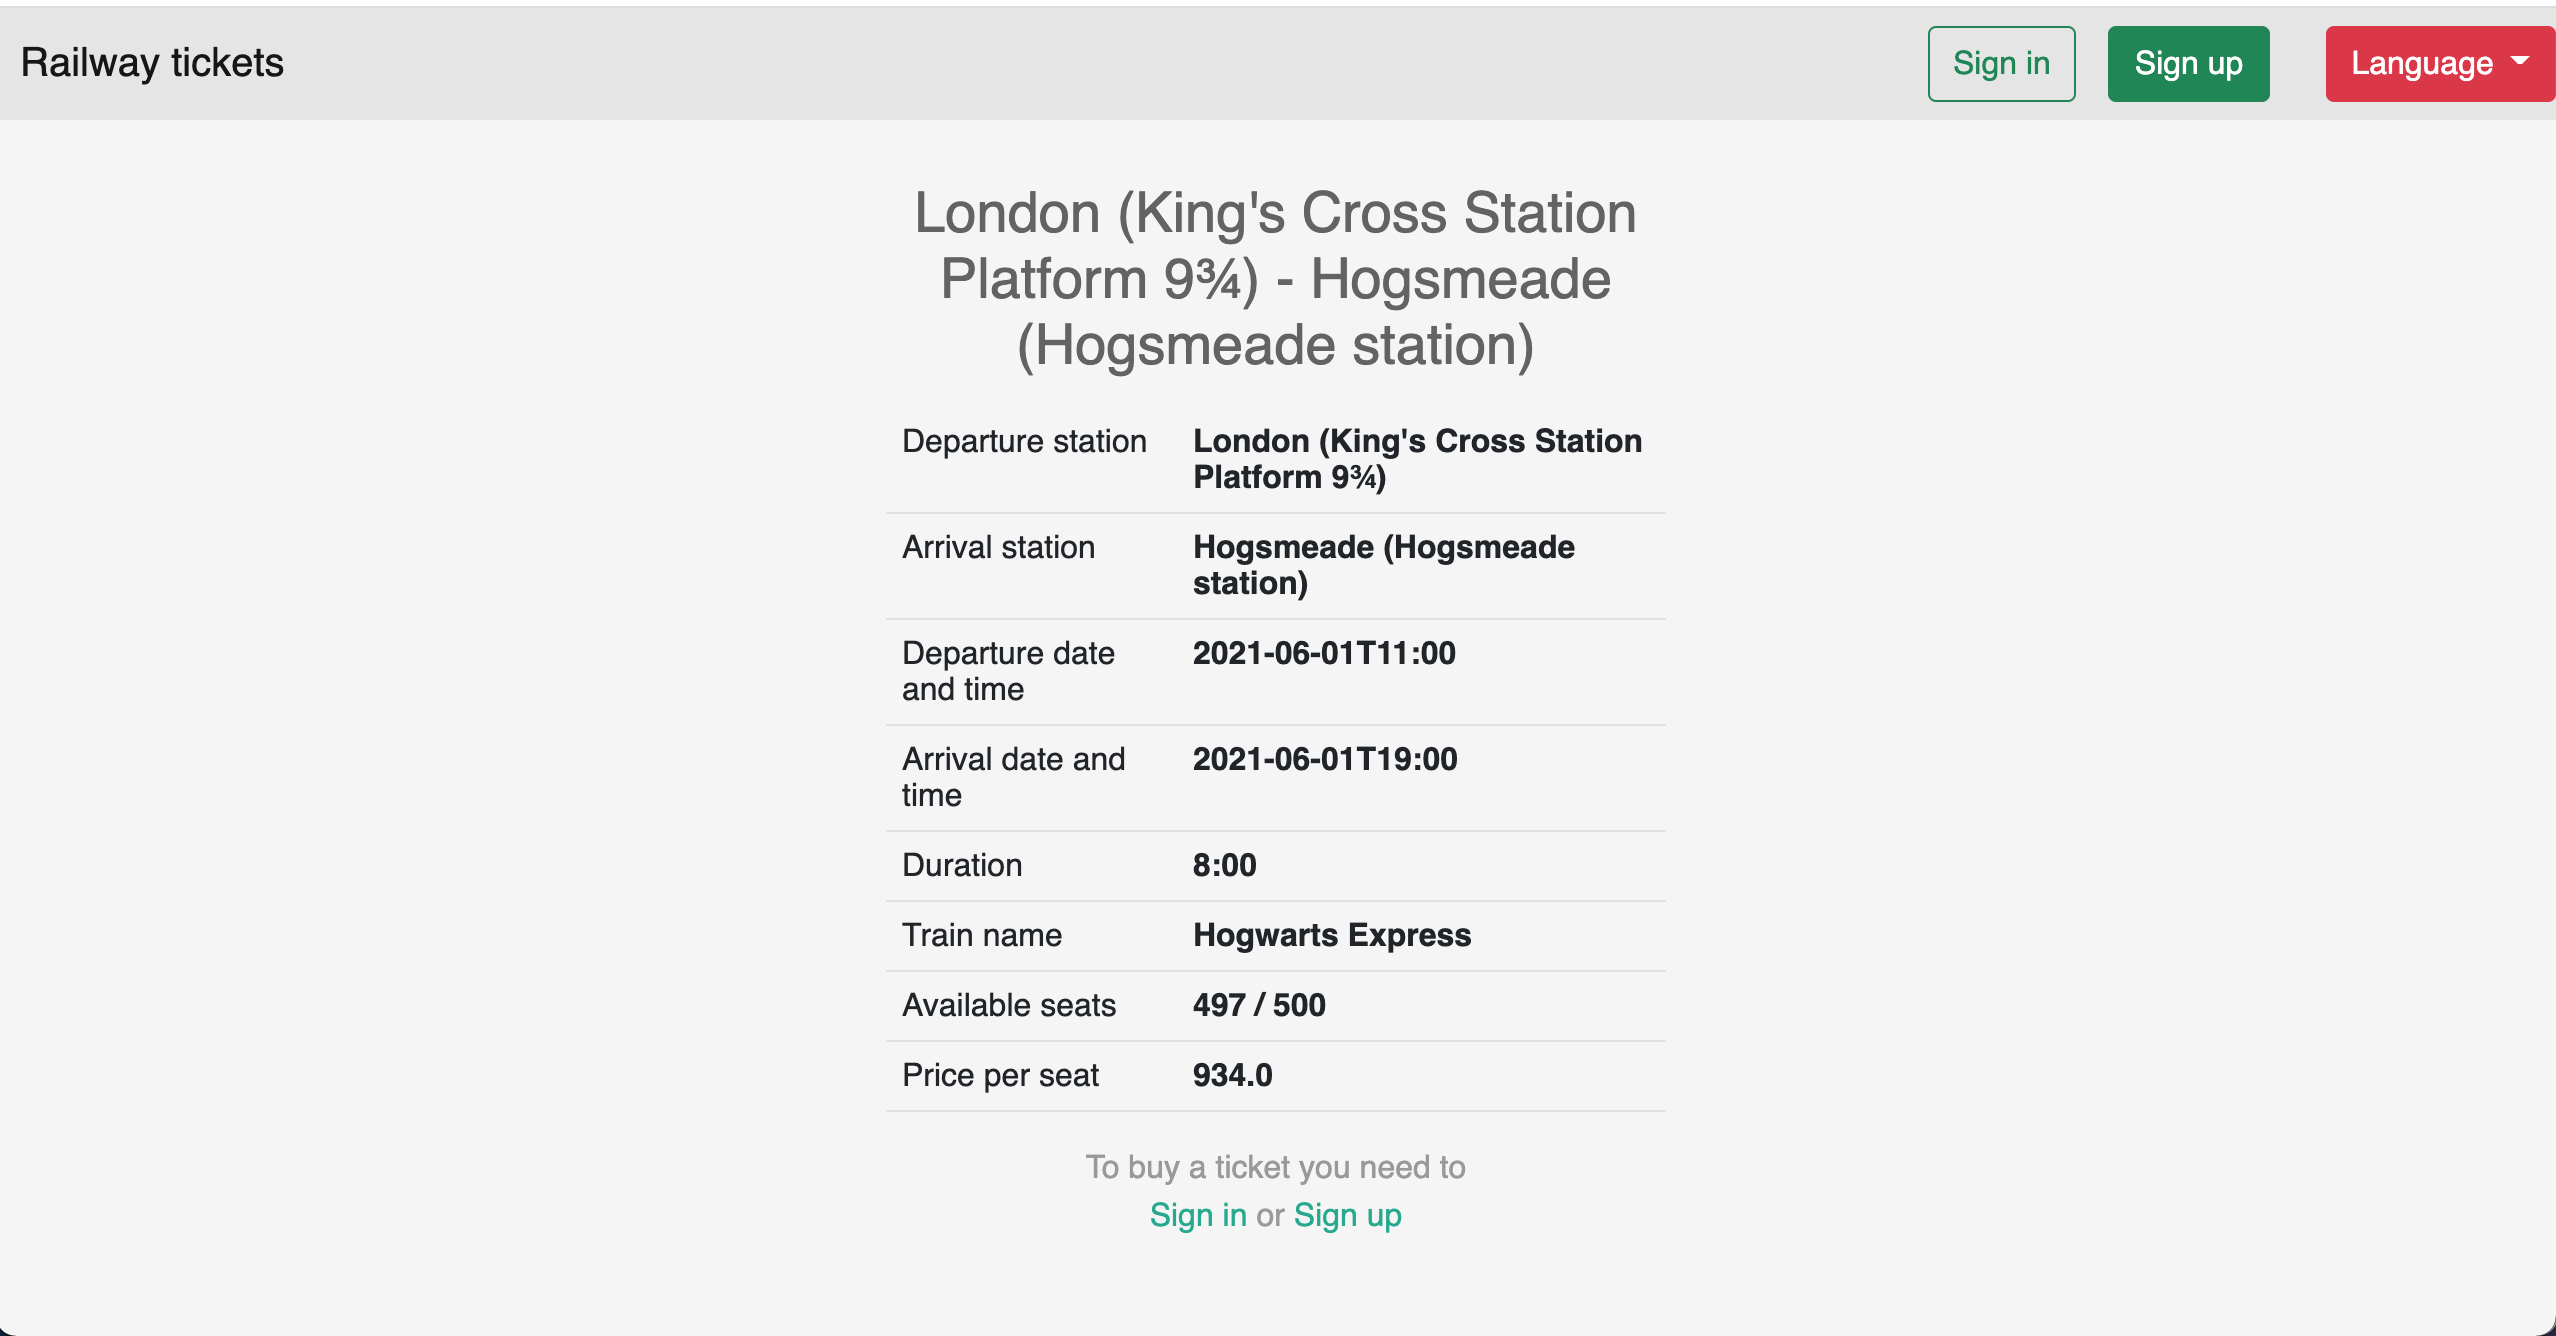 Railway tickets
Sign in
Sign up
Language
London (King's Cross Station
Platform 9¾) - Hogsmeade
(Hogsmeade station)
Departure station
London (King's Cross Station
Platform 9¾)
Arrival station
Hogsmeade (Hogsmeade
station)
Departure date
and time
2021-06-01T11:00
Arrival date and
time
2021-06-01T19:00
Duration
8:00
Train name
Hogwarts Express
Available seats
497 / 500
Price per seat
934.0
To buy a ticket you need to
Sign in or Sign up